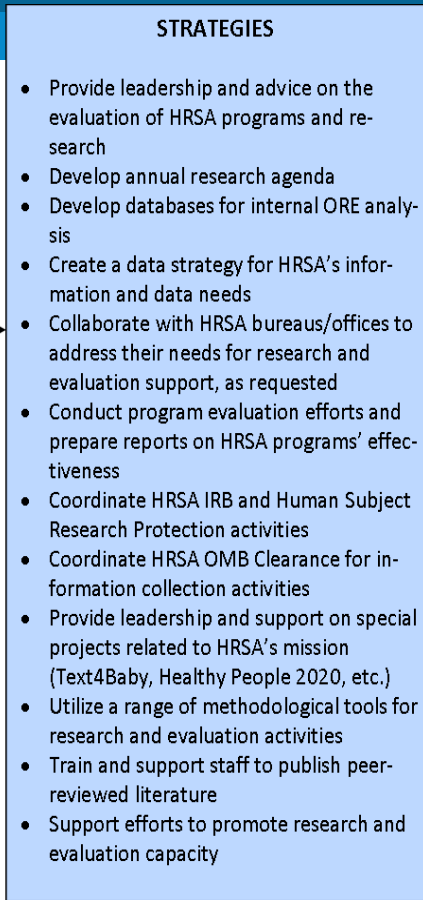 STRATEGIES
• Provide leadership and advice on the
evaluation of HRSA programs and re-
search
• Develop annual research agenda
• Develop databases for internal ORE analy-
sis
• Create a data strategy for HRSA's infor-
mation and data needs
• Collaborate with HRSA bureaus/offices to
address their needs for research and
evaluation support, as requested
• Conduct program evaluation efforts and
prepare reports on HRSA programs' effec-
tiveness
• Coordinate HRSA IRB and Human Subject
Research Protection activities
• Coordinate HRSA OMB Clearance for in-
formation collection activities
• Provide leadership and support on special
projects related to HRSA's mission
(Text4Baby, Healthy People 2020, etc.)
• Utilize a range of methodological tools for
research and evaluation activities
• Train and support staff to publish peer-
reviewed literature
• Support efforts to promote research and
evaluation capacity